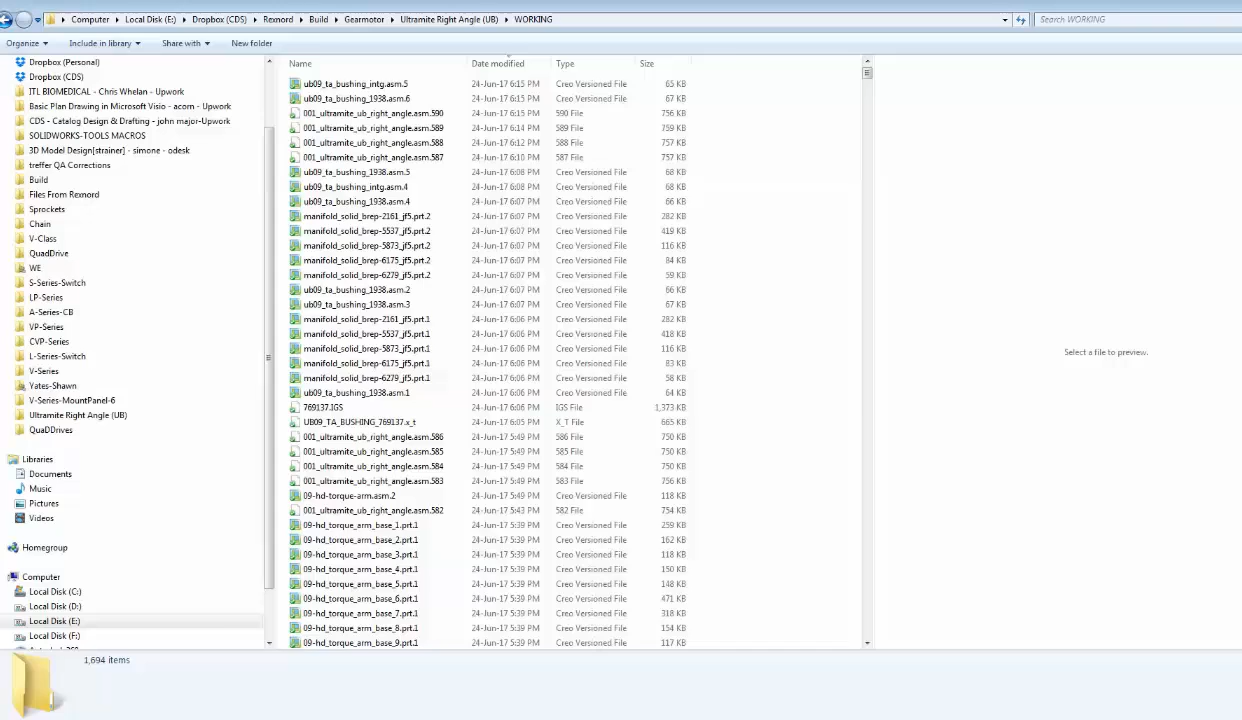 Computer ▸ Local Disk (E:) ▸ Dropbox (CDS) ▸ Rexnord ▸ Build ▸ Gearmotor ▸ Ultramite Right Angle (UB) ▸ WORKING
Search WORKING
Organize Include in library Share with New folder
Dropbox (Personal)
Dropbox (CDS)
ITL BIOMEDICAL - Chris Whelan - Upwork
Basic Plan Drawing in Microsoft Visio - acorn - Upwork
CDS - Catalog Design & Drafting - john major-Upwork
SOLIDWORKS-TOOLS MACROS
3D Model Design[strainer] - simone - odesk
treffer QA Corrections
Build
Files From Rexnord
Sprockets
Chain
V-Class
QuadDrive
WE
S-Series-Switch
LP-Series
A-Series-CB
VP-Series
CVP-Series
L-Series-Switch
V-Series
Yates-Shawn
V-Series-MountPanel-6
Ultramite Right Angle (UB)
QuaDDrives
Libraries
Documents
Music
Pictures
Videos
Homegroup
Computer
Local Disk (C:)
Local Disk (D:)
Local Disk (E:)
Local Disk (F:)
Name Date modified Type Size
ub09_ta_bushing_intg.asm.5 24-Jun-17 6:15 PM Creo Versioned File 65 KB
ub09_ta_bushing_1938.asm.6 24-Jun-17 6:15 PM Creo Versioned File 67 KB
001_ultramite_ub_right_angle.asm.590 24-Jun-17 6:15 PM 590 File 756 KB
001_ultramite_ub_right_angle.asm.589 24-Jun-17 6:14 PM 589 File 759 KB
001_ultramite_ub_right_angle.asm.588 24-Jun-17 6:12 PM 588 File 757 KB
001_ultramite_ub_right_angle.asm.587 24-Jun-17 6:10 PM 587 File 757 KB
ub09_ta_bushing_1938.asm.5 24-Jun-17 6:08 PM Creo Versioned File 68 KB
ub09_ta_bushing_intg.asm.4 24-Jun-17 6:08 PM Creo Versioned File 68 KB
ub09_ta_bushing_1938.asm.4 24-Jun-17 6:08 PM Creo Versioned File 66 KB
manifold_solid_brep-2161_jf5.prt.2 24-Jun-17 6:07 PM Creo Versioned File 282 KB
manifold_solid_brep-5537_jf5.prt.2 24-Jun-17 6:07 PM Creo Versioned File 419 KB
manifold_solid_brep-5873_jf5.prt.2 24-Jun-17 6:07 PM Creo Versioned File 116 KB
manifold_solid_brep-6175_jf5.prt.2 24-Jun-17 6:07 PM Creo Versioned File 84 KB
manifold_solid_brep-6279_jf5.prt.2 24-Jun-17 6:07 PM Creo Versioned File 59 KB
ub09_ta_bushing_1938.asm.2 24-Jun-17 6:07 PM Creo Versioned File 66 KB
ub09_ta_bushing_1938.asm.3 24-Jun-17 6:07 PM Creo Versioned File 67 KB
manifold_solid_brep-2161_jf5.prt.1 24-Jun-17 6:06 PM Creo Versioned File 282 KB
manifold_solid_brep-5537_jf5.prt.1 24-Jun-17 6:06 PM Creo Versioned File 418 KB
manifold_solid_brep-5873_jf5.prt.1 24-Jun-17 6:06 PM Creo Versioned File 116 KB
manifold_solid_brep-6175_jf5.prt.1 24-Jun-17 6:06 PM Creo Versioned File 83 KB
manifold_solid_brep-6279_jf5.prt.1 24-Jun-17 6:06 PM Creo Versioned File 58 KB
ub09_ta_bushing_1938.asm.1 24-Jun-17 6:06 PM Creo Versioned File 64 KB
769137.IGS 24-Jun-17 6:06 PM IGS File 1,373 KB
UB09_TA_BUSHING_769137.x_t 24-Jun-17 6:05 PM X_T File 665 KB
001_ultramite_ub_right_angle.asm.586 24-Jun-17 5:49 PM 586 File 750 KB
001_ultramite_ub_right_angle.asm.585 24-Jun-17 5:49 PM 585 File 750 KB
001_ultramite_ub_right_angle.asm.584 24-Jun-17 5:49 PM 584 File 750 KB
001_ultramite_ub_right_angle.asm.583 24-Jun-17 5:49 PM 583 File 756 KB
09-hd-torque-arm.asm.2 24-Jun-17 5:49 PM Creo Versioned File 118 KB
001_ultramite_ub_right_angle.asm.582 24-Jun-17 5:43 PM 582 File 754 KB
09-hd_torque_arm_base_1.prt.1 24-Jun-17 5:39 PM Creo Versioned File 259 KB
09-hd_torque_arm_base_2.prt.1 24-Jun-17 5:39 PM Creo Versioned File 162 KB
09-hd_torque_arm_base_3.prt.1 24-Jun-17 5:39 PM Creo Versioned File 118 KB
09-hd_torque_arm_base_4.prt.1 24-Jun-17 5:39 PM Creo Versioned File 150 KB
09-hd_torque_arm_base_5.prt.1 24-Jun-17 5:39 PM Creo Versioned File 148 KB
09-hd_torque_arm_base_6.prt.1 24-Jun-17 5:39 PM Creo Versioned File 471 KB
09-hd_torque_arm_base_7.prt.1 24-Jun-17 5:39 PM Creo Versioned File 318 KB
09-hd_torque_arm_base_8.prt.1 24-Jun-17 5:39 PM Creo Versioned File 154 KB
09-hd_torque_arm_base_9.prt.1 24-Jun-17 5:39 PM Creo Versioned File 117 KB
Select a file to preview.
1,694 items